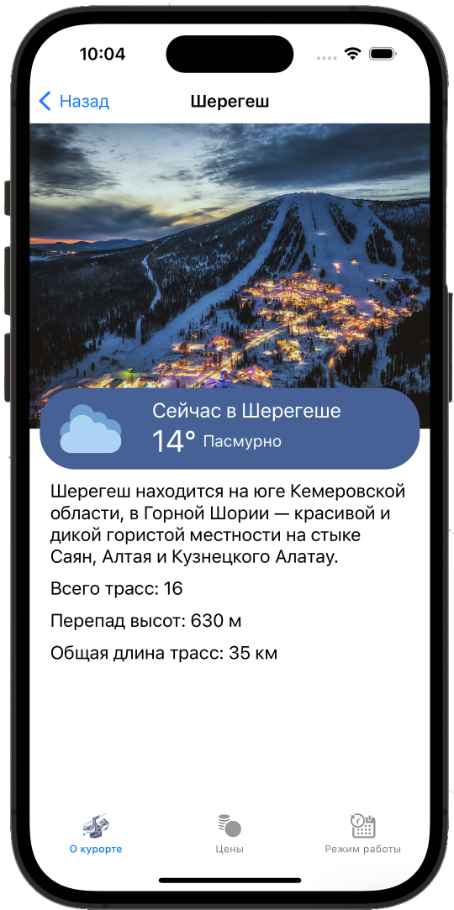 10:04
Назад
Шерегеш
Сейчас в Шерегеше
14° Пасмурно
Шерегеш находится на юге Кемеровской
области, в Горной Шории — красивой и
дикой гористой местности на стыке
Саян, Алтая и Кузнецкого Алатау.
Всего трасс: 16
Перепад высот: 630 м
Общая длина трасс: 35 км
О курорте
Цены
Режим работы